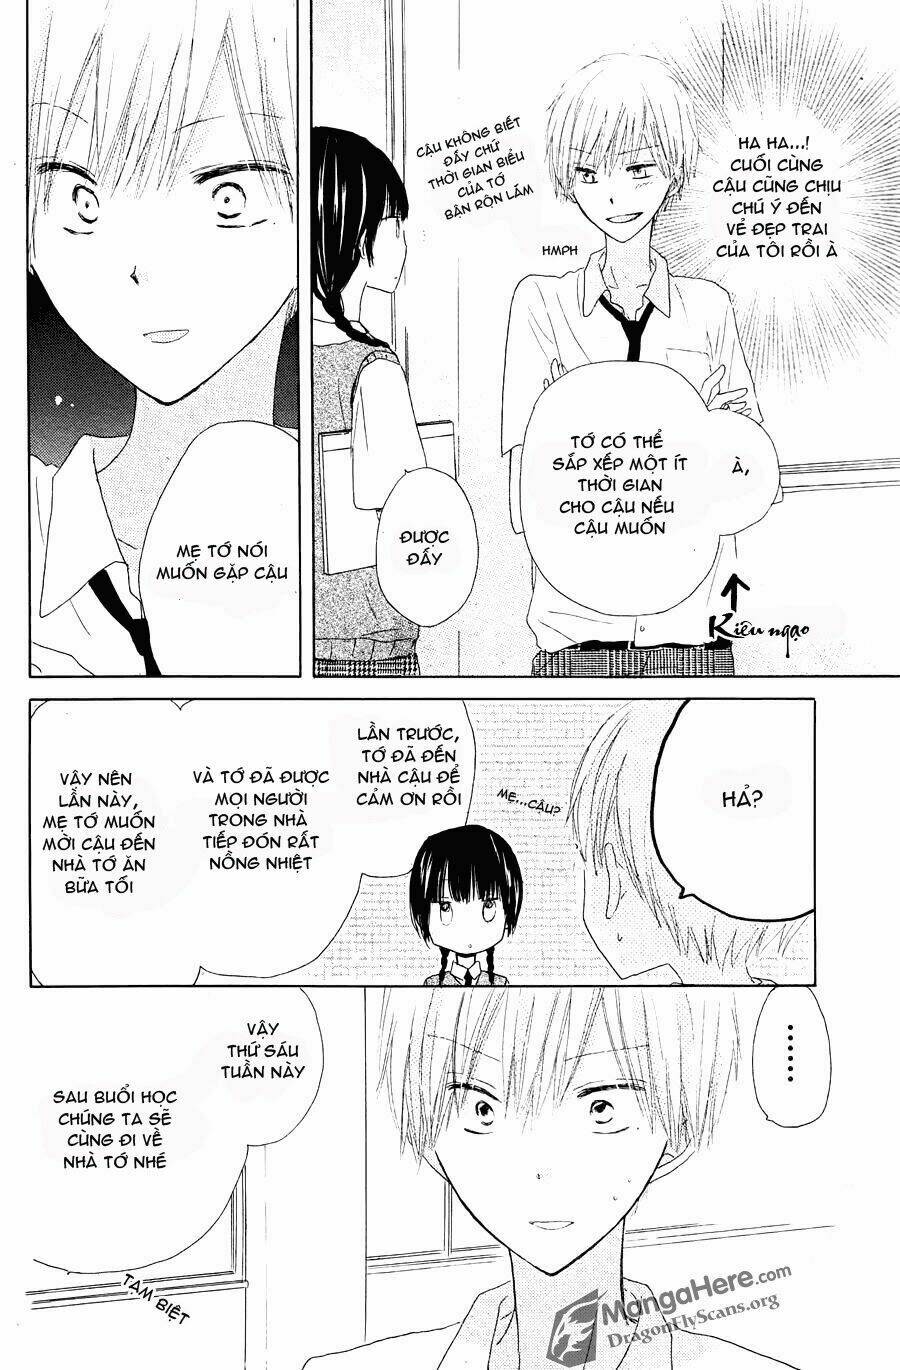 HA HA...!
CUỐI CÙNG
CẬU CŨNG CHỊU
CHÚ Ý ĐẾN
VẺ ĐẸP TRAI
CỦA TÔI RỒI À
CẬU KHÔNG BIẾT
ĐẤY CHỨ
THỜI GIAN BIỂU
CỦA TỚ
BẬN RỘN LẮM
HMPH
À,
TỚ CÓ THỂ
SẮP XẾP MỘT ÍT
THỜI GIAN
CHO CẬU NẾU
CẬU MUỐN
Kiêu ngạo
ĐƯỢC
ĐẤY
MẸ TỚ NÓI
MUỐN GẶP CẬU
HẢ?
MẸ...CẬU?
LẦN TRƯỚC,
TỚ ĐÃ ĐẾN
NHÀ CẬU ĐỂ
CẢM ƠN RỒI
VÀ TỚ ĐÃ ĐƯỢC
MỌI NGƯỜI
TRONG NHÀ
TIẾP ĐÓN RẤT
NỒNG NHIỆT
VẬY NÊN
LẦN NÀY,
MẸ TỚ MUỐN
MỜI CẬU ĐẾN
NHÀ TỚ ĂN
BỮA TỐI
......
VẬY
THỨ SÁU
TUẦN NÀY
SAU BUỔI HỌC
CHÚNG TA SẼ
CÙNG ĐI VỀ
NHÀ TỚ NHÉ
TẠM BIỆT
MangaHere.com
DragonFlyScans.org